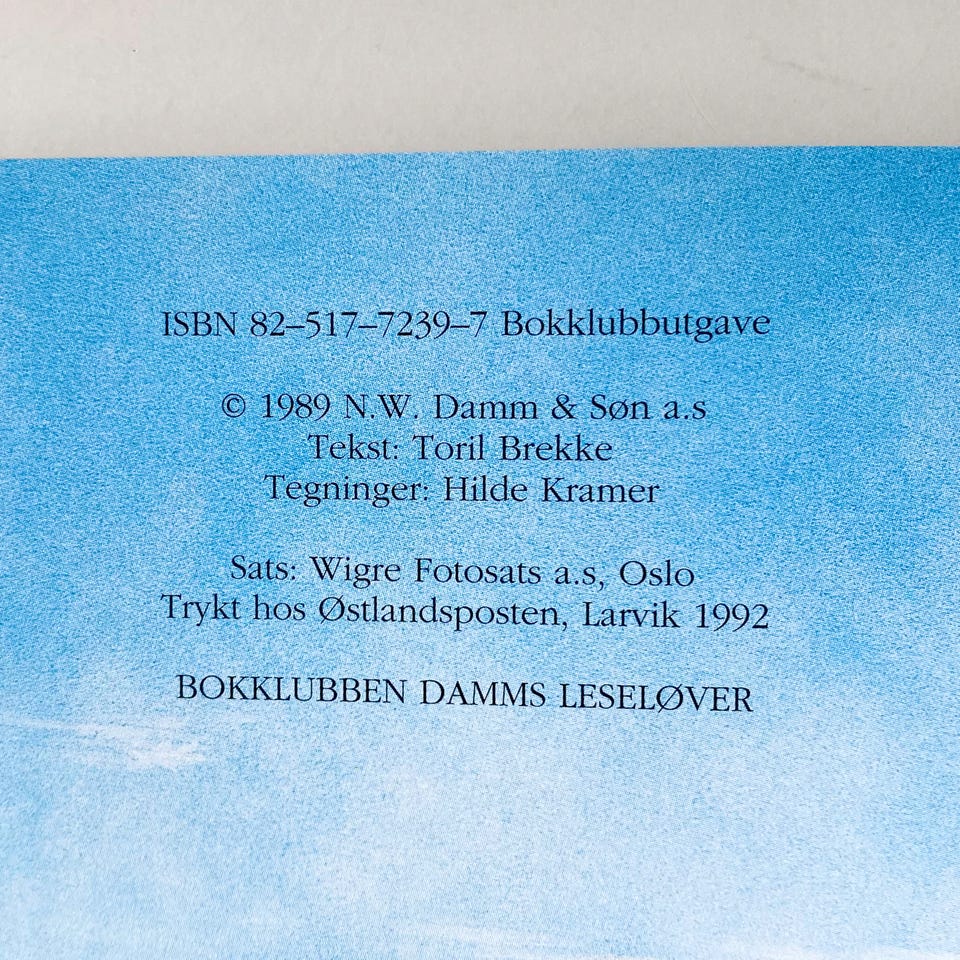 ISBN 82–517–7239–7 Bokklubbutgave
© 1989 N.W. Damm & Søn a.s
Tekst: Toril Brekke
Tegninger: Hilde Kramer
Sats: Wigre Fotosats a.s, Oslo
Trykt hos Østlandsposten, Larvik 1992
BOKKLUBBEN DAMMS LESELØVER